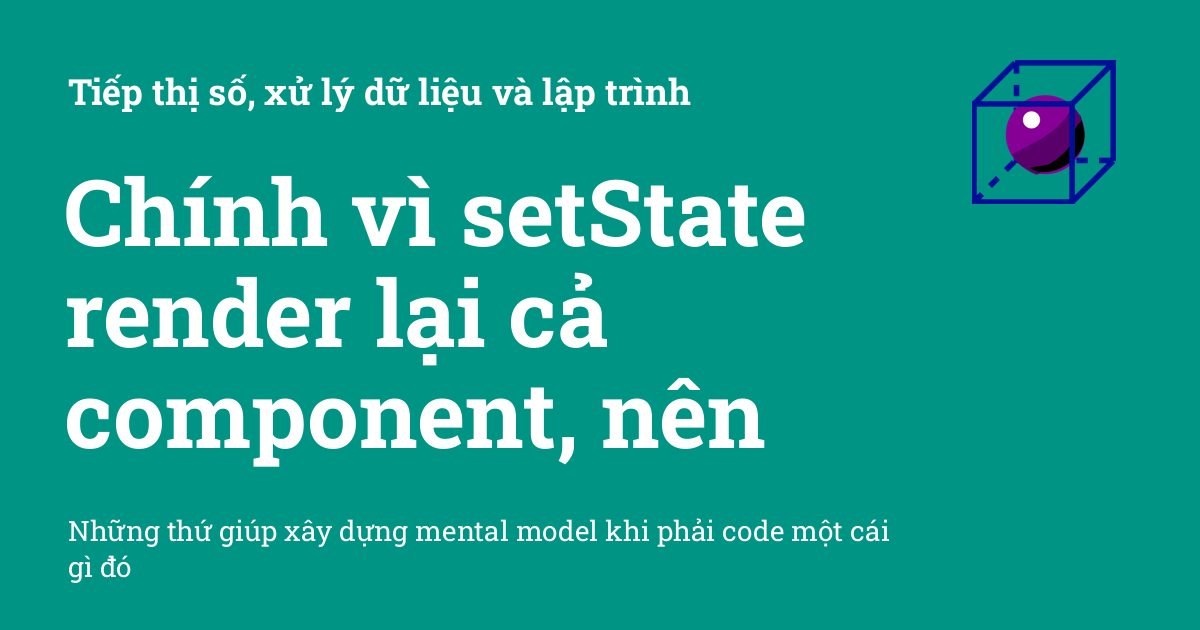 Tiếp thị số, xử lý dữ liệu và lập trình
Chính vì setState
render lại cả
component, nên
Những thứ giúp xây dựng mental model khi phải code một cái
gì đó